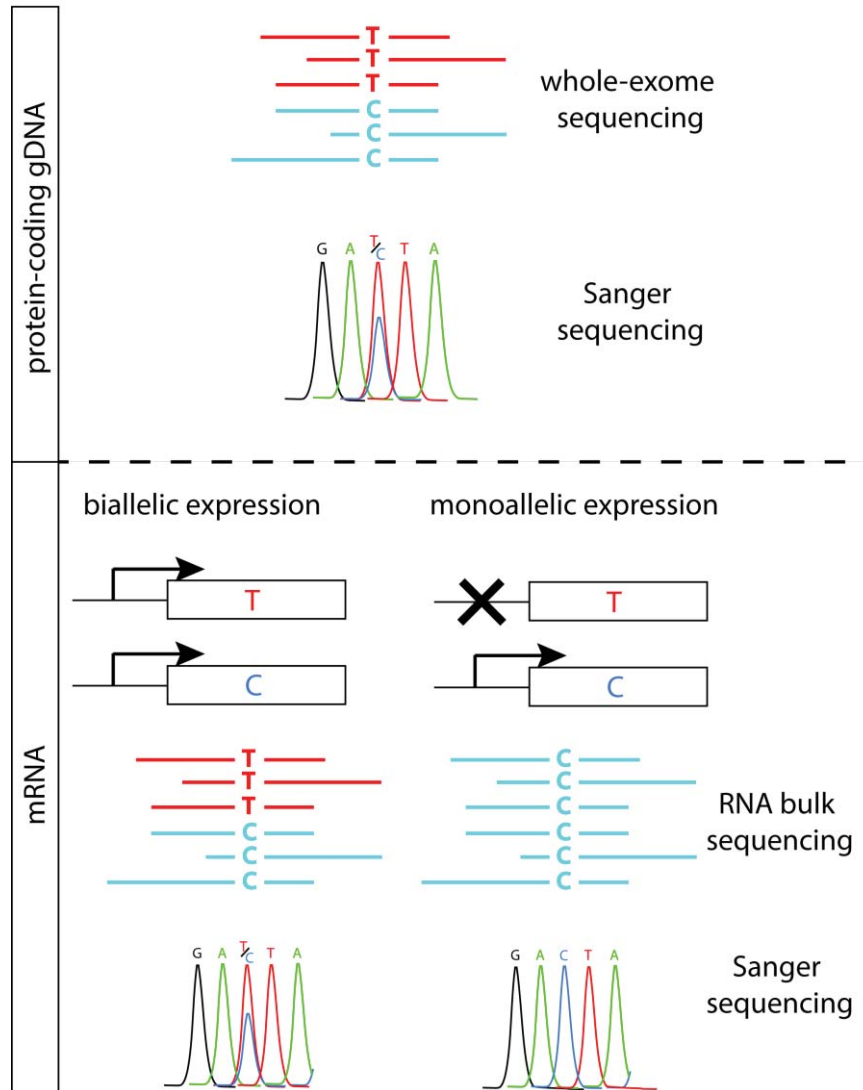 protein-coding gDNA
T
T
T
C
C
C
whole-exome
sequencing
G A T/C T A
Sanger
sequencing
mRNA
biallelic expression
monoallelic expression
T
T
C
C
T
T
T
C
C
C
C
C
C
C
C
C
RNA bulk
sequencing
G A T/C T A
G A C T A
Sanger
sequencing